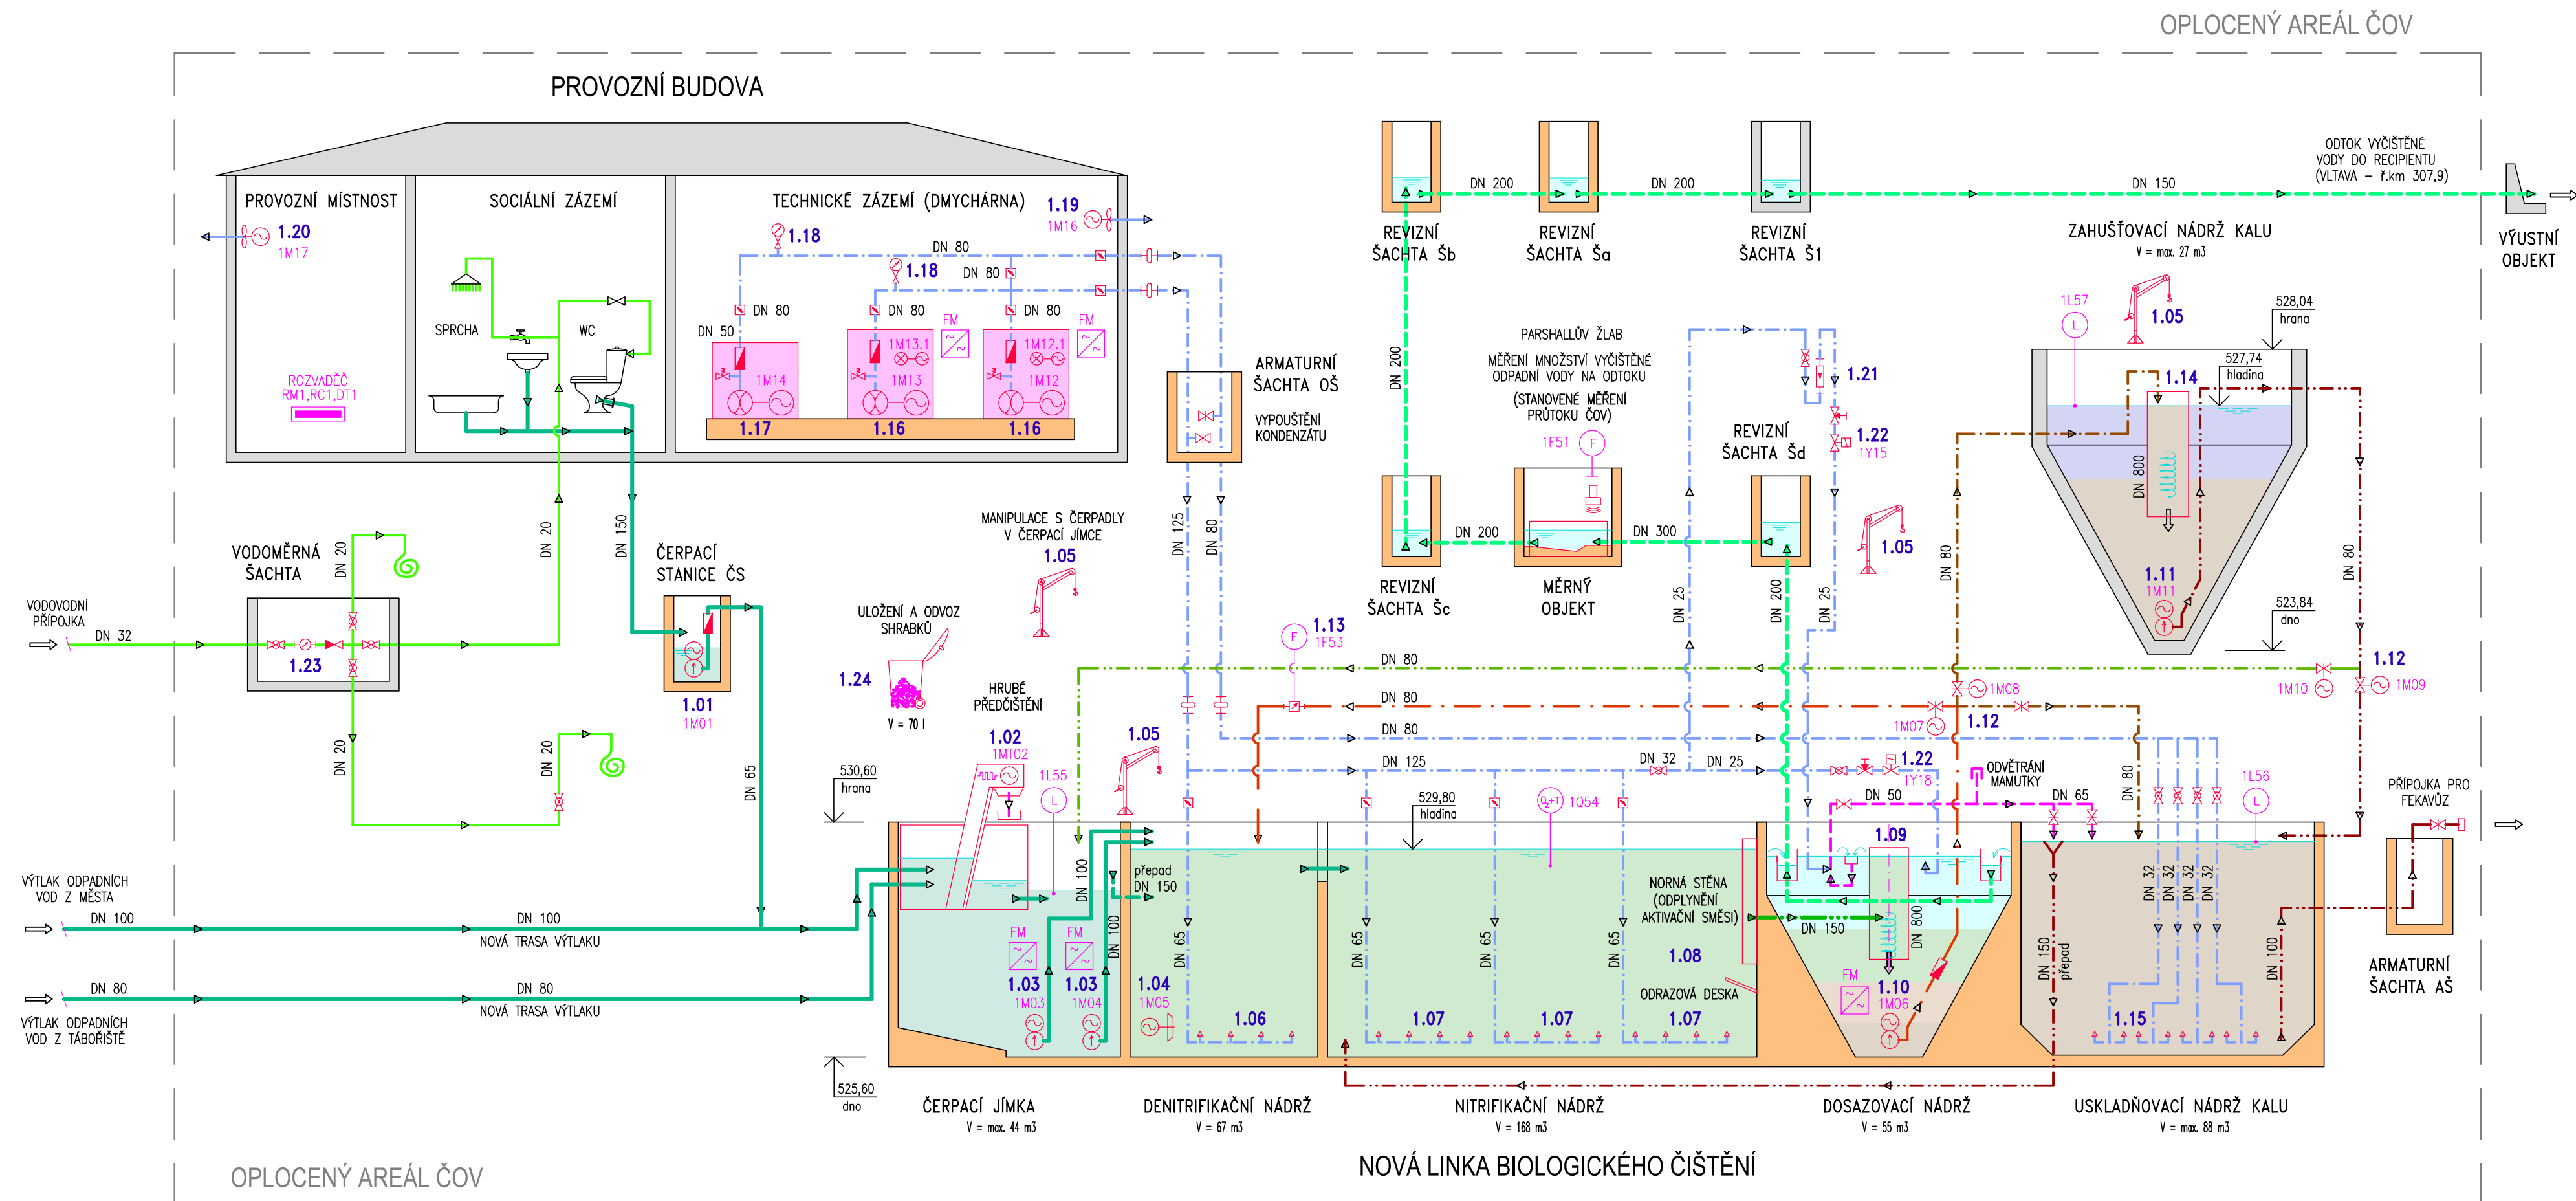 OPLOCENÝ AREÁL ČOV
PROVOZNÍ BUDOVA
PROVOZNÍ MÍSTNOST
1.20
1M17
ROZVADĚČ
RM1,RC1,DT1
SOCIÁLNÍ ZÁZEMÍ
SPRCHA
WC
TECHNICKÉ ZÁZEMÍ (DMYCHÁRNA)
1.19
1M16
1.18
DN 80
1.18
DN 80
DN 80
DN 80
DN 80
DN 50
FM
FM
1M14
1M13.1
1M13
1M12.1
1M12
1.17
1.16
1.16
ARMATURNÍ
ŠACHTA OŠ
VYPOUŠTĚNÍ
KONDENZÁTU
DN 125
DN 80
REVIZNÍ
ŠACHTA Šb
DN 200
REVIZNÍ
ŠACHTA Ša
DN 200
REVIZNÍ
ŠACHTA Š1
DN 150
ODTOK VYČIŠTĚNÉ
VODY DO RECIPIENTU
(VLTAVA – ř.km 307,9)
VÝUSTNÍ
OBJEKT
DN 200
PARSHALLŮV ŽLAB
MĚŘENÍ MNOŽSTVÍ VYČIŠTĚNÉ
ODPADNÍ VODY NA ODTOKU
(STANOVENÉ MĚŘENÍ
PRŮTOKU ČOV)
1F51
F
REVIZNÍ
ŠACHTA Šc
DN 200
MĚRNÝ
OBJEKT
DN 300
REVIZNÍ
ŠACHTA Šd
DN 200
DN 25
DN 25
1.21
1.22
1Y15
1.05
ZAHUŠŤOVACÍ NÁDRŽ KALU
V = max. 27 m3
1L57
L
1.05
528,04
hrana
527,74
hladina
1.14
DN 800
1.11
1M11
523,84
dno
DN 80
DN 80
1.12
1M10
1M09
VODOMĚRNÁ
ŠACHTA
DN 20
DN 20
DN 150
VODOVODNÍ
PŘÍPOJKA
DN 32
1.23
DN 20
DN 20
ČERPACÍ
STANICE ČS
1.01
1M01
DN 65
MANIPULACE S ČERPADLY
V ČERPACÍ JÍMCE
1.05
ULOŽENÍ A ODVOZ
SHRABKŮ
1.24
V = 70 l
HRUBÉ
PŘEDČIŠTĚNÍ
1.02
1MT02
1L55
L
1.05
F
1.13
1F53
DN 80
DN 80
DN 80
DN 125
DN 32
DN 25
1M08
1M07
1.12
1.22
1Y18
ODVĚTRÁNÍ
MAMUTKY
DN 50
DN 65
DN 80
1L56
L
PŘÍPOJKA PRO
FEKAVŮZ
530,60
hrana
529,80
hladina
O2+T
1Q54
VÝTLAK ODPADNÍCH
VOD Z MĚSTA
DN 100
DN 100
NOVÁ TRASA VÝTLAKU
DN 80
DN 80
NOVÁ TRASA VÝTLAKU
VÝTLAK ODPADNÍCH
VOD Z TÁBOŘIŠTĚ
DN 100
přepad
DN 150
DN 100
FM
FM
1.03
1M03
1.03
1M04
1.04
1M05
DN 65
1.06
DN 65
1.07
DN 65
1.07
DN 65
1.07
NORNÁ STĚNA
(ODPLYNĚNÍ
AKTIVAČNÍ SMĚSI)
1.08
ODRAZOVÁ DESKA
1.09
DN 150
DN 800
FM
1.10
1M06
DN 150
přepad
DN 32
DN 32
DN 32
DN 32
1.15
DN 100
ARMATURNÍ
ŠACHTA AŠ
525,60
dno
ČERPACÍ JÍMKA
V = max. 44 m3
DENITRIFIKAČNÍ NÁDRŽ
V = 67 m3
NITRIFIKAČNÍ NÁDRŽ
V = 168 m3
DOSAZOVACÍ NÁDRŽ
V = 55 m3
USKLADŇOVACÍ NÁDRŽ KALU
V = max. 88 m3
NOVÁ LINKA BIOLOGICKÉHO ČIŠTĚNÍ
OPLOCENÝ AREÁL ČOV